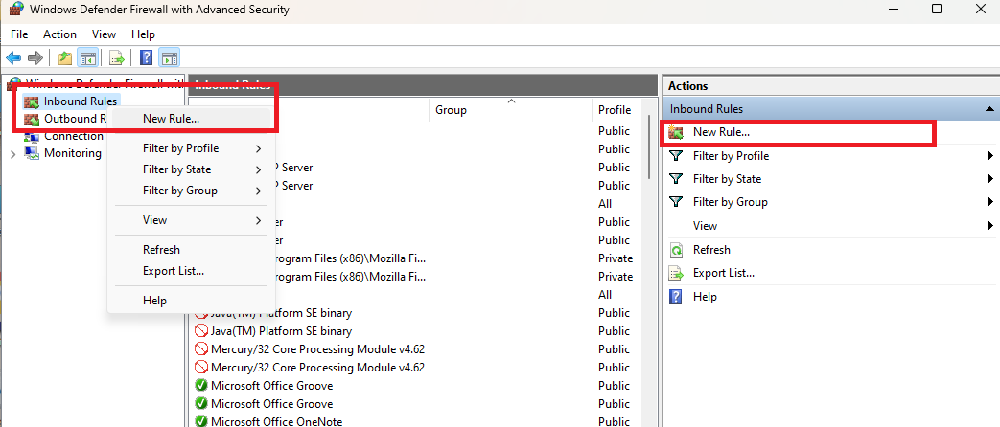 Windows Defender Firewall with Advanced Security
File Action View Help
Windows Defender Firewall with
Inbound Rules
Outbound R
Connection
Monitoring
New Rule...
Filter by Profile
Filter by State
Filter by Group
View
Refresh
Export List...
Help
Inbound Rules
Group Profile
Public
Public
P Server Public
P Server Public
All
er Public
er Public
rogram Files (x86)\Mozilla Fi... Private
rogram Files (x86)\Mozilla Fi... Private
All
Java(TM) Platform SE binary Public
Java(TM) Platform SE binary Public
Mercury/32 Core Processing Module v4.62 Public
Mercury/32 Core Processing Module v4.62 Public
Microsoft Office Groove Public
Microsoft Office Groove Public
Microsoft Office OneNote Public
Actions
Inbound Rules
New Rule...
Filter by Profile
Filter by State
Filter by Group
View
Refresh
Export List...
Help